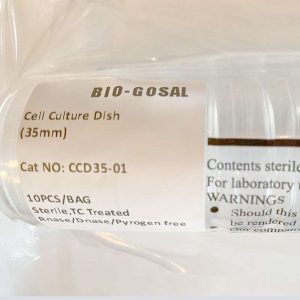 BIO-GOSAL
Cell Culture Dish
(35mm)
Cat NO: CCD35-01
10PCS/BAG
Sterile,TC Treated
Rnase/Dnase/Pyrogen free
Contents sterile
For laboratory
WARNINGS
• Should this
be rendered
• Our